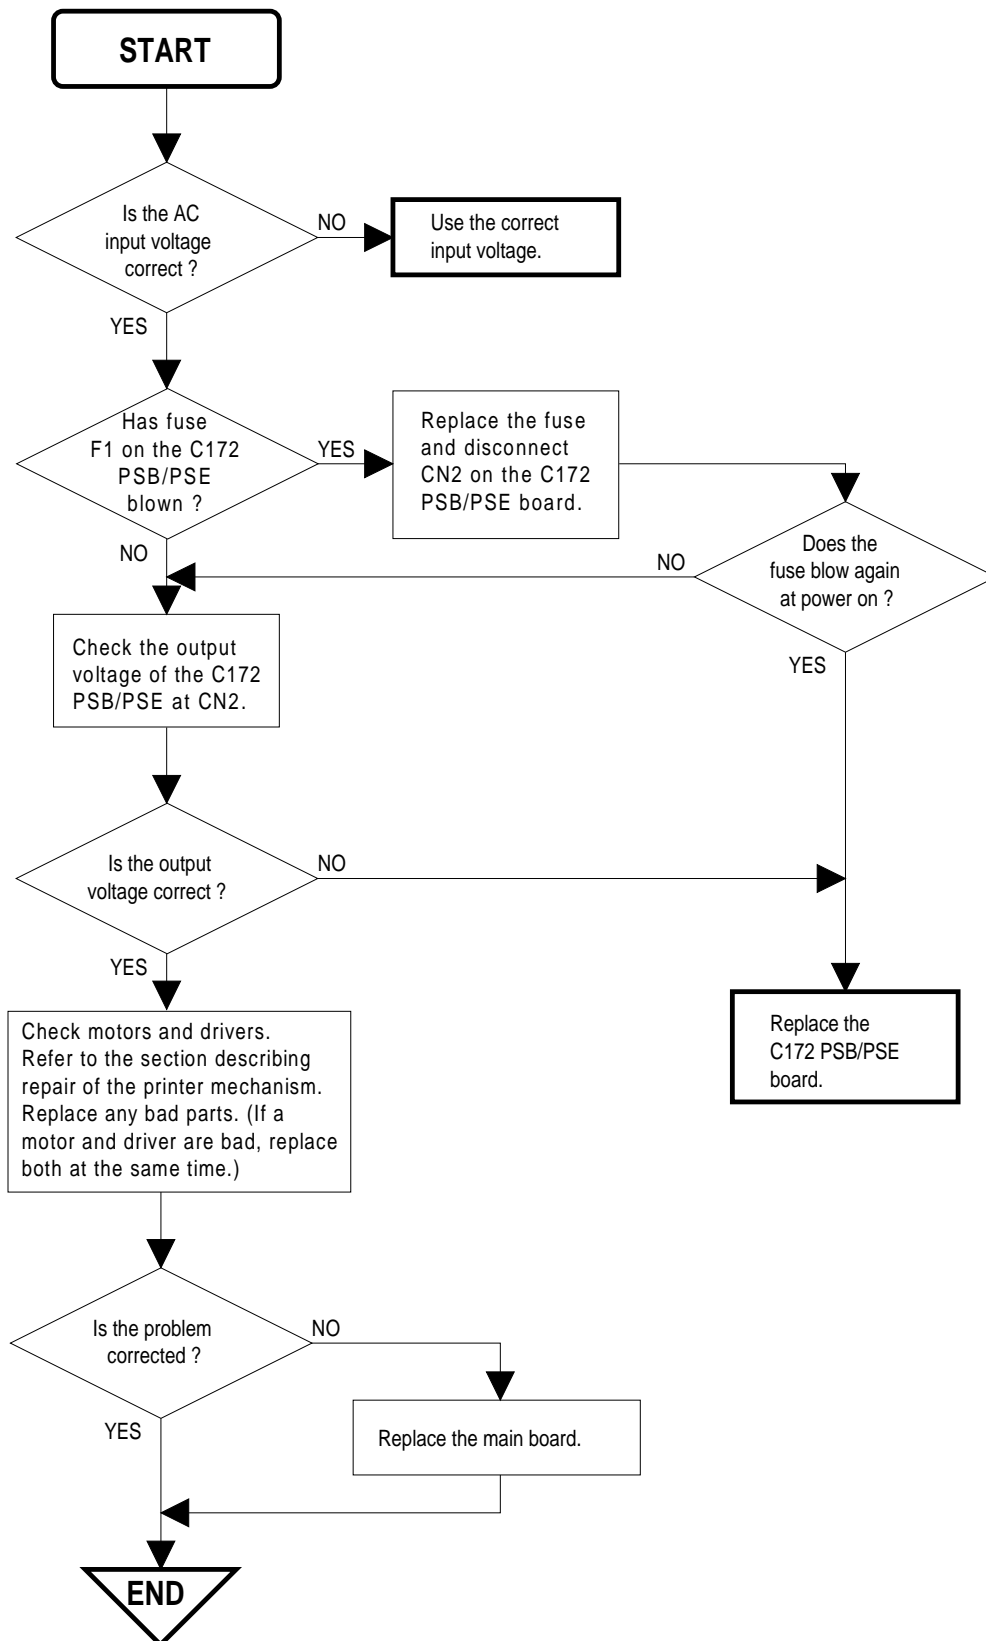 START
Is the AC
input voltage
correct ?
NO
Use the correct
input voltage.
YES
Has fuse
F1 on the C172
PSB/PSE
blown ?
YES
Replace the fuse
and disconnect
CN2 on the C172
PSB/PSE board.
NO
Does the
fuse blow again
at power on ?
NO
YES
Check the output
voltage of the C172
PSB/PSE at CN2.
Is the output
voltage correct ?
NO
YES
Check motors and drivers.
Refer to the section describing
repair of the printer mechanism.
Replace any bad parts. (If a
motor and driver are bad, replace
both at the same time.)
Replace the
C172 PSB/PSE
board.
Is the problem
corrected ?
NO
YES
Replace the main board.
END